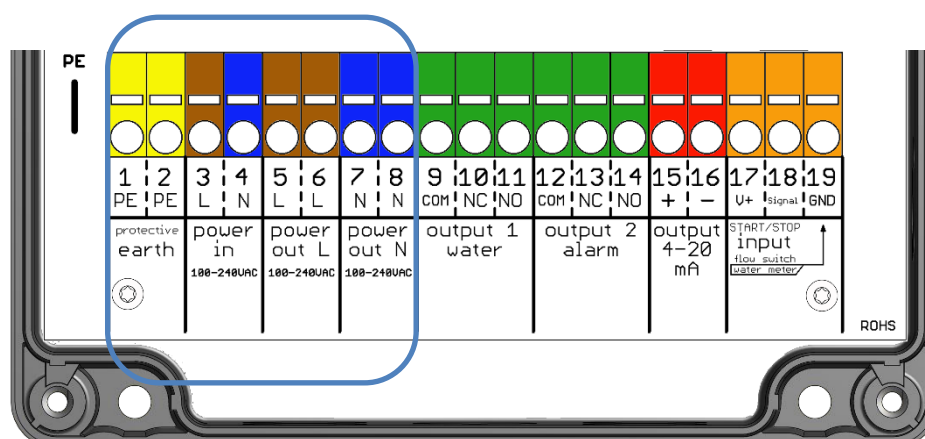 PE
1 2 3 4 5 6 7 8 9 10 11 12 13 14 15 16 17 18 19
PE PE L N L L N N COM NC NO COM NC NO + - V+ Signal GND
protective
earth
power
in
100-240VAC
power
out L
100-240VAC
power
out N
100-240VAC
output 1
water
output 2
alarm
output
4-20
mA
START/STOP
input
flow switch
water meter
ROHS